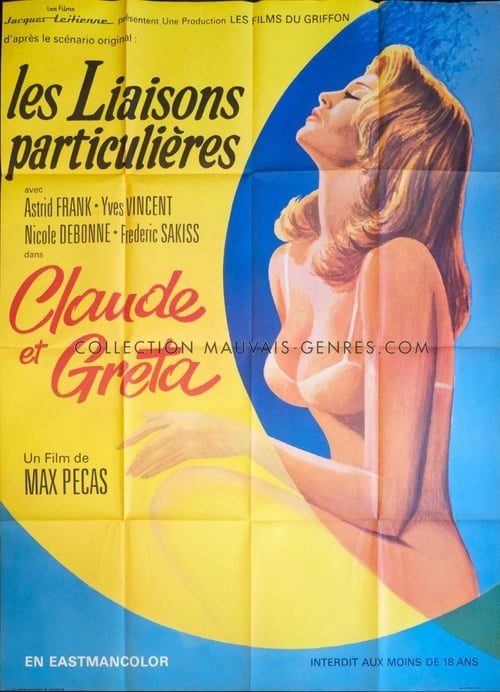 Les films
Jacques Leitienne présentent Une Production LES FILMS DU GRIFFON
d'après le scénario original :
les Liaisons
particulières
avec
Astrid FRANK • Yves VINCENT
Nicole DEBONNE • Frederic SAKISS
dans
Claude
et Greta
COLLECTION MAUVAIS-GENRES.COM
Un Film de
MAX PECAS
EN EASTMANCOLOR
INTERDIT AUX MOINS DE 18 ANS